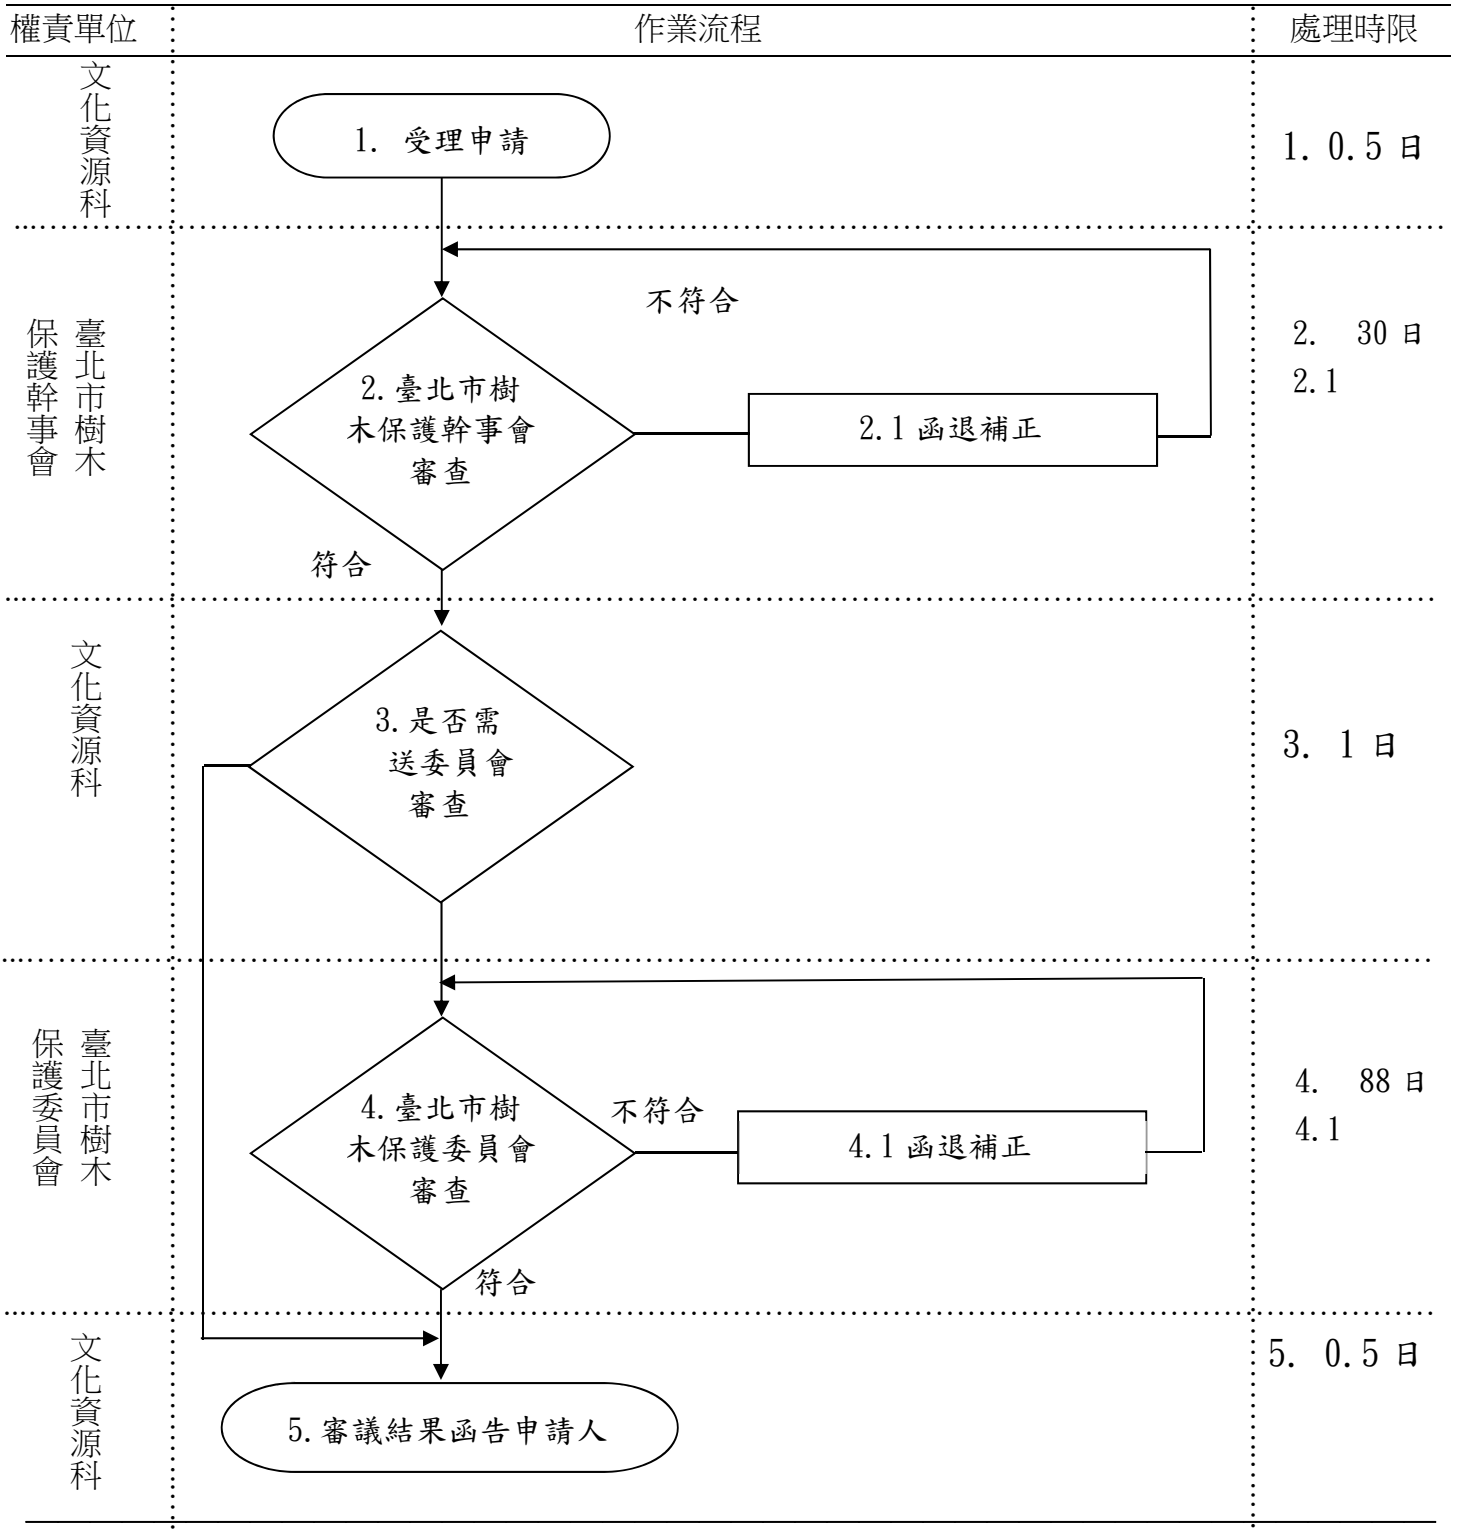 權責單位
作業流程
處理時限
文化資源科
1. 受理申請
1. 0.5 日
臺北市樹木
保護幹事會
不符合
2.臺北市樹
木保護幹事會
審查
2.1 函退補正
2. 30 日
2.1
符合
文化資源科
3.是否需
送委員會
審查
3. 1 日
臺北市樹木
保護委員會
4.臺北市樹
木保護委員會
審查
不符合
4.1 函退補正
4. 88 日
4.1
符合
文化資源科
5.審議結果函告申請人
5. 0.5 日